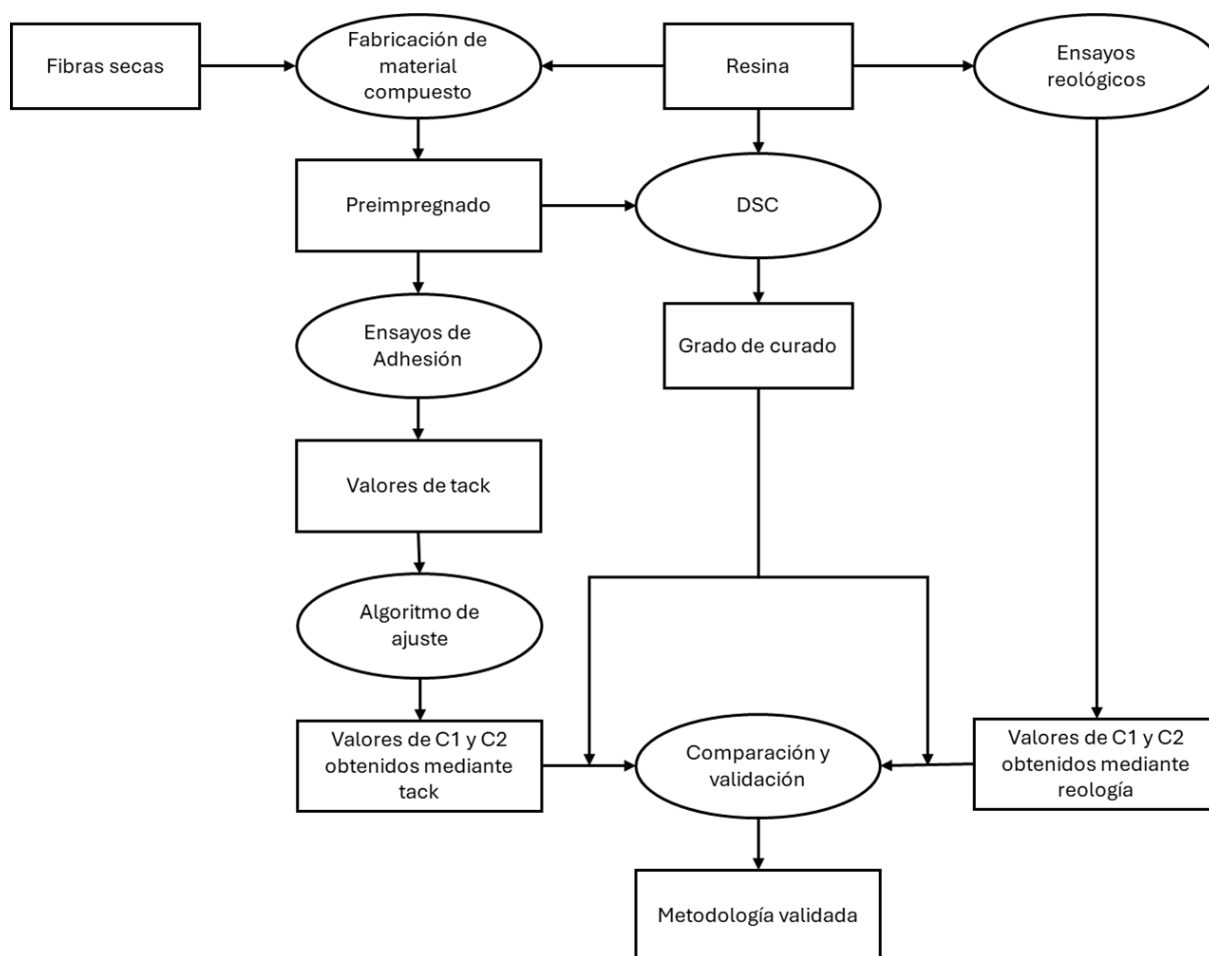 Fibras secas
Fabricación de
material
compuesto
Resina
Ensayos
reológicos
Preimpregnado
DSC
Ensayos de
Adhesión
Grado de curado
Valores de tack
Algoritmo de
ajuste
Valores de C1 y C2
obtenidos mediante
tack
Comparación y
validación
Valores de C1 y C2
obtenidos mediante
reología
Metodología validada